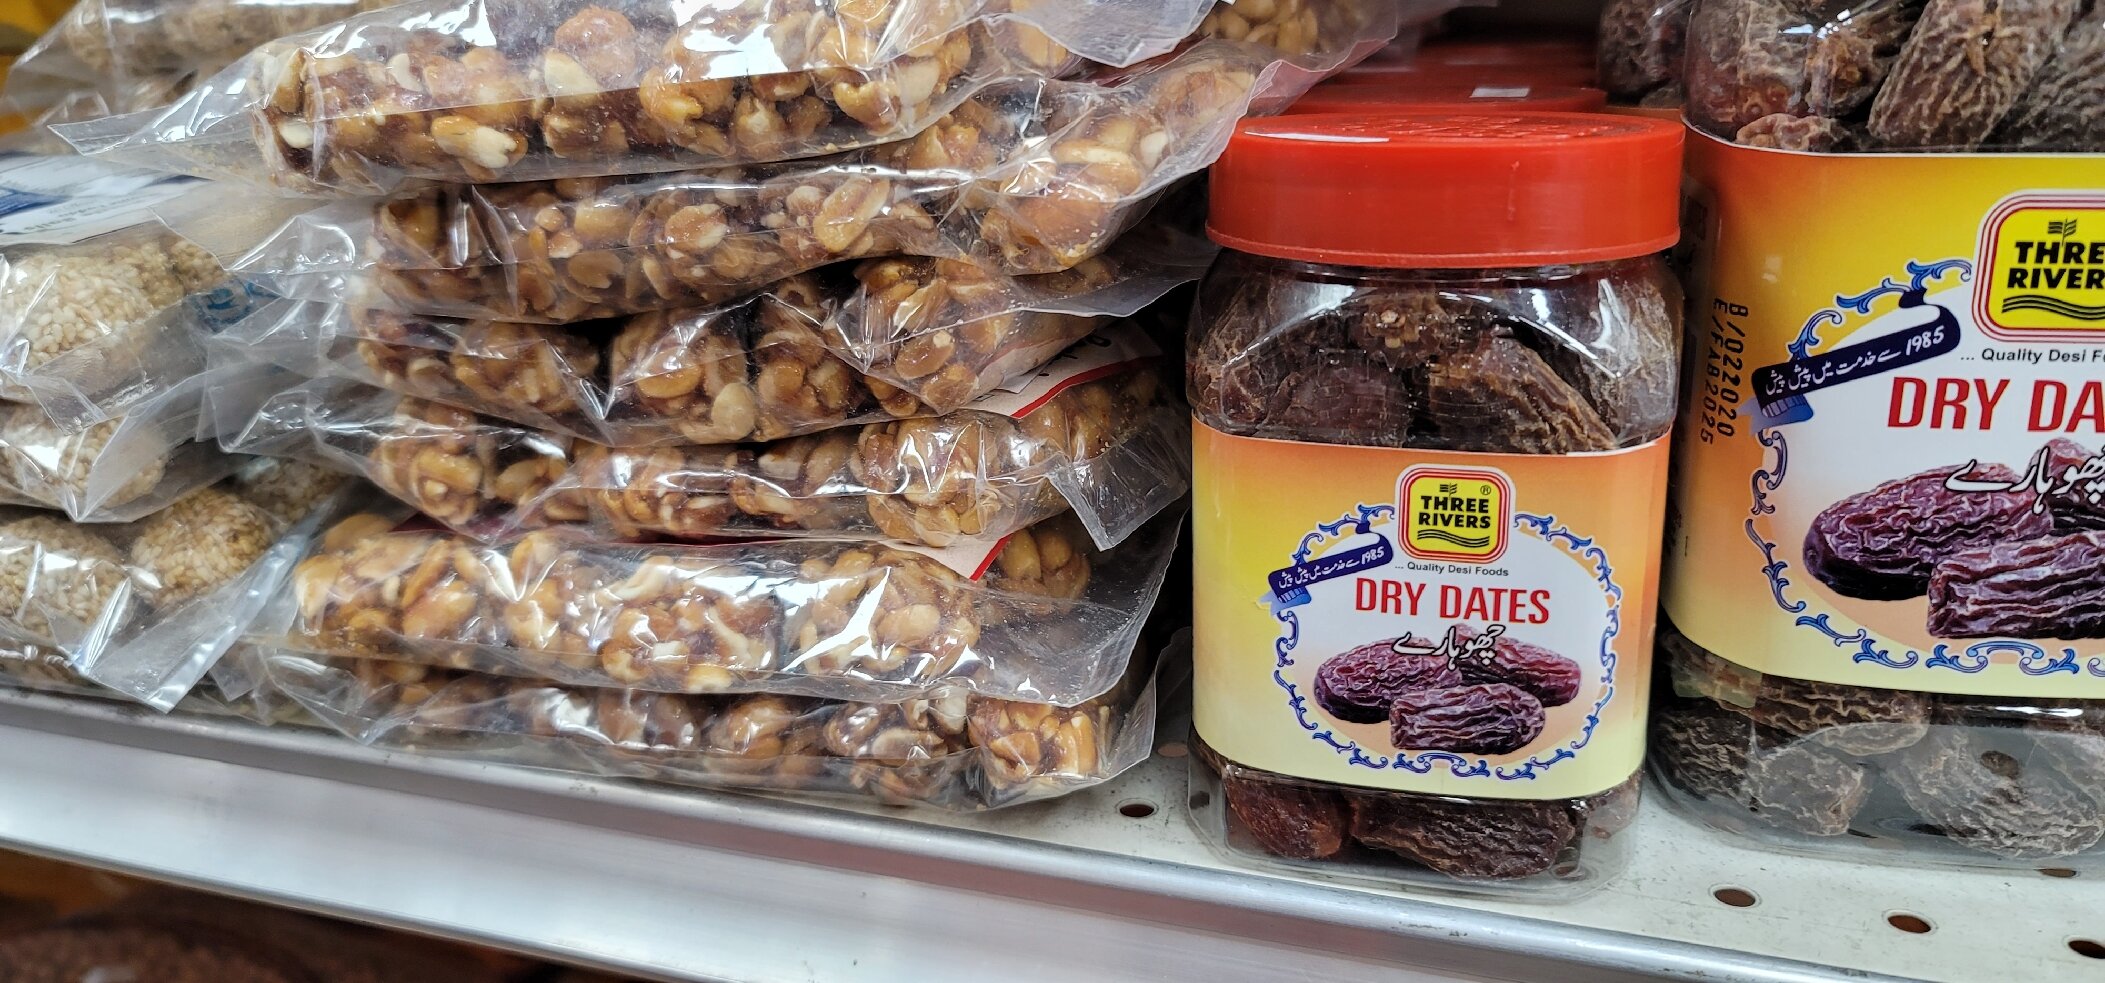 THREE
RIVERS
®
... Quality Desi Foods
1985 سے خدمت میں پیش پیش
DRY DATES
چھوہارے
B/022020
E/FAB2025
THREE
RIVER
... Quality Desi Fo
1985 سے خدمت میں پیش پیش
DRY DA
چھوہارے